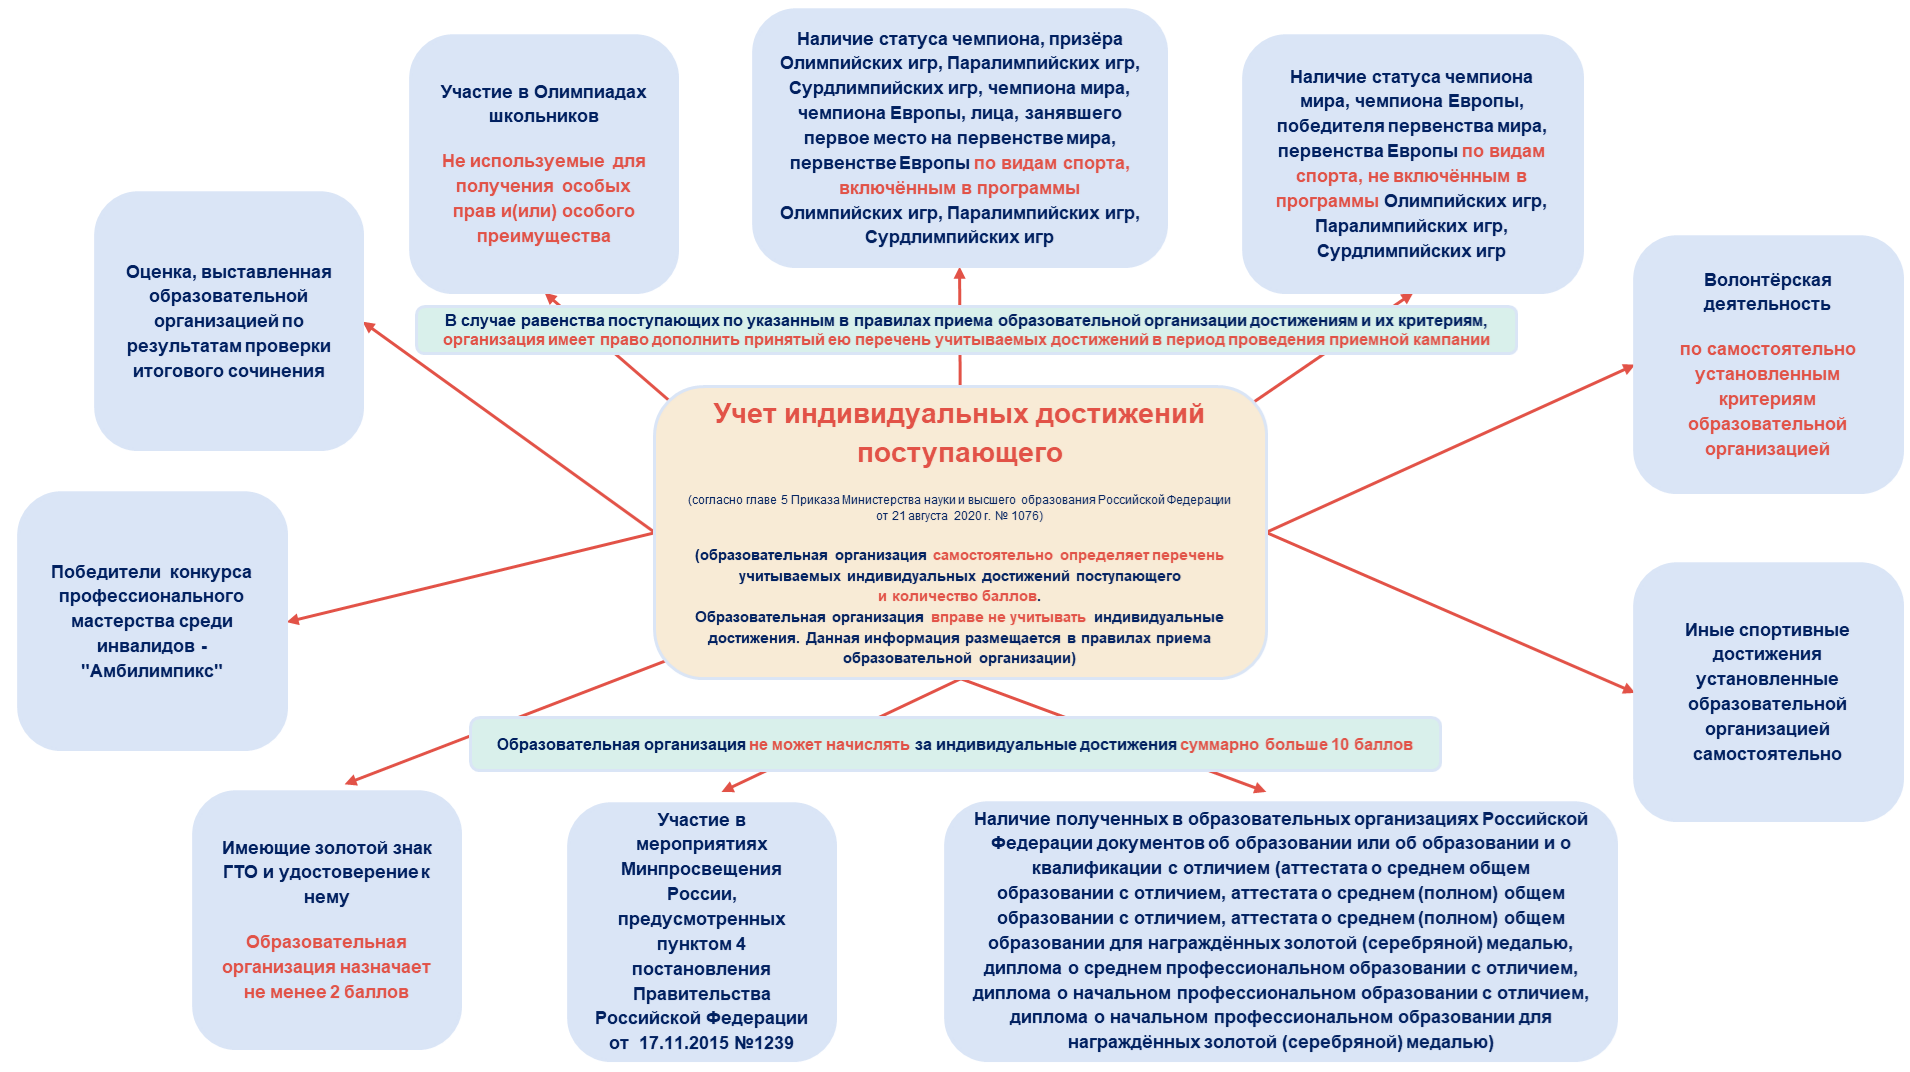 Участие в Олимпиадах
школьников
Не используемые для
получения особых
прав и(или) особого
преимущества
Наличие статуса чемпиона, призёра
Олимпийских игр, Паралимпийских игр,
Сурдлимпийских игр, чемпиона мира,
чемпиона Европы, лица, занявшего
первое место на первенстве мира,
первенстве Европы по видам спорта,
включённым в программы
Олимпийских игр, Паралимпийских игр,
Сурдлимпийских игр
Наличие статуса чемпиона
мира, чемпиона Европы,
победителя первенства мира,
первенства Европы по видам
спорта, не включённым в
программы Олимпийских игр,
Паралимпийских игр,
Сурдлимпийских игр
Оценка, выставленная
образовательной
организацией по
результатам проверки
итогового сочинения
В случае равенства поступающих по указанным в правилах приема образовательной организации достижениям и их критериям,
организация имеет право дополнить принятый ею перечень учитываемых достижений в период проведения приемной кампании
Волонтёрская
деятельность
по самостоятельно
установленным
критериям
образовательной
организацией
Учет индивидуальных достижений
поступающего
(согласно главе 5 Приказа Министерства науки и высшего образования Российской Федерации
от 21 августа 2020 г. № 1076)
(образовательная организация самостоятельно определяет перечень
учитываемых индивидуальных достижений поступающего
и количество баллов.
Образовательная организация вправе не учитывать индивидуальные
достижения. Данная информация размещается в правилах приема
образовательной организации)
Победители конкурса
профессионального
мастерства среди
инвалидов -
"Амбилимпикс"
Иные спортивные
достижения
установленные
образовательной
организацией
самостоятельно
Образовательная организация не может начислять за индивидуальные достижения суммарно больше 10 баллов
Имеющие золотой знак
ГТО и удостоверение к
нему
Образовательная
организация назначает
не менее 2 баллов
Участие в
мероприятиях
Минпросвещения
России,
предусмотренных
пунктом 4
постановления
Правительства
Российской Федерации
от 17.11.2015 №1239
Наличие полученных в образовательных организациях Российской
Федерации документов об образовании или об образовании и о
квалификации с отличием (аттестата о среднем общем
образовании с отличием, аттестата о среднем (полном) общем
образовании с отличием, аттестата о среднем (полном) общем
образовании для награждённых золотой (серебряной) медалью,
диплома о среднем профессиональном образовании с отличием,
диплома о начальном профессиональном образовании с отличием,
диплома о начальном профессиональном образовании для
награждённых золотой (серебряной) медалью)